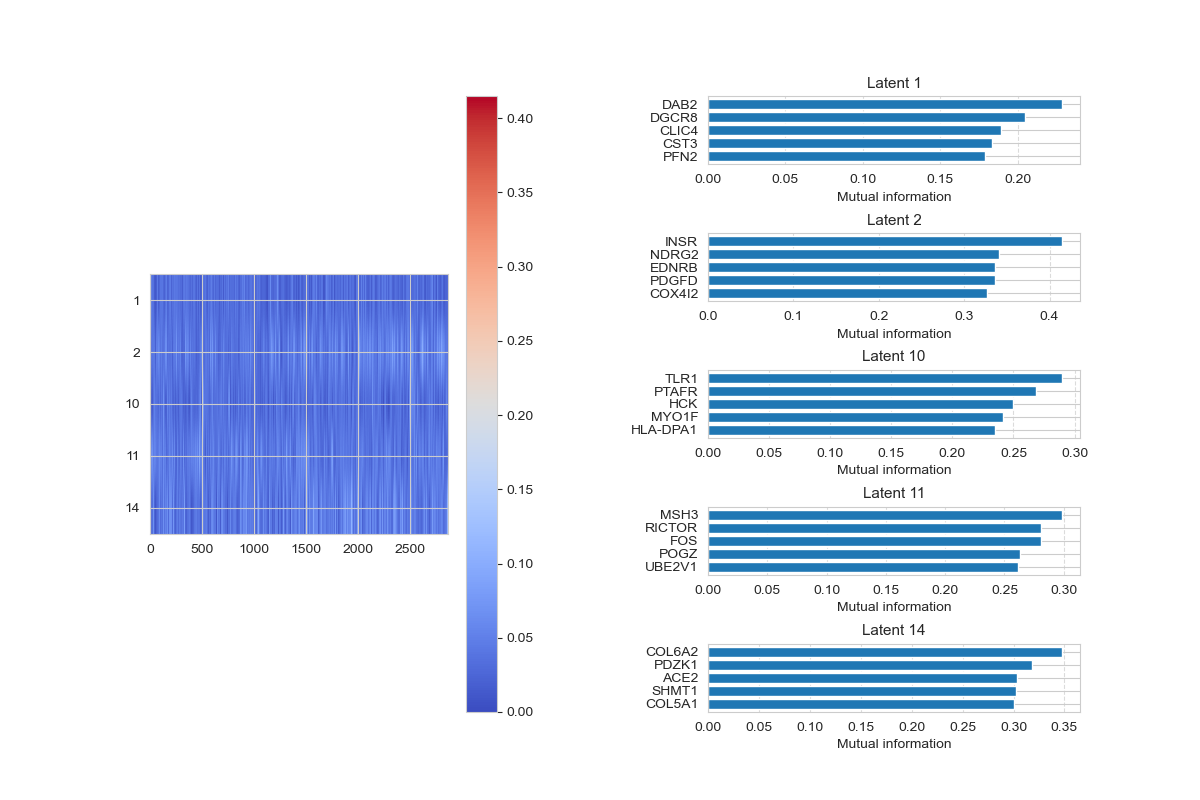 1
2
10
11
14
0 500 1000 1500 2000 2500
0.40
0.35
0.30
0.25
0.20
0.15
0.10
0.05
0.00
Latent 1
DAB2
DGCR8
CLIC4
CST3
PFN2
0.00 0.05 0.10 0.15 0.20
Mutual information
Latent 2
INSR
NDRG2
EDNRB
PDGFD
COX4I2
0.0 0.1 0.2 0.3 0.4
Mutual information
Latent 10
TLR1
PTAFR
HCK
MYO1F
HLA-DPA1
0.00 0.05 0.10 0.15 0.20 0.25 0.30
Mutual information
Latent 11
MSH3
RICTOR
FOS
POGZ
UBE2V1
0.00 0.05 0.10 0.15 0.20 0.25 0.30
Mutual information
Latent 14
COL6A2
PDZK1
ACE2
SHMT1
COL5A1
0.00 0.05 0.10 0.15 0.20 0.25 0.30 0.35
Mutual information